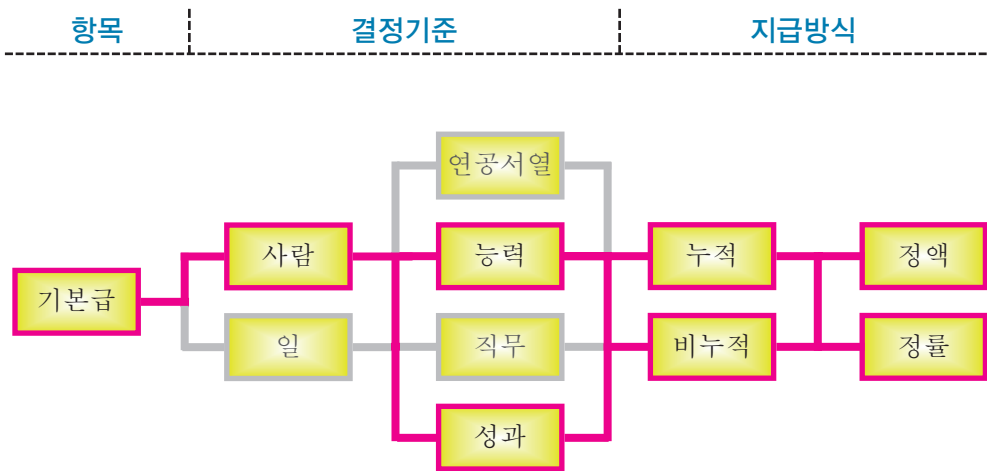 항목 결정기준 지급방식
연공서열
사람 능력 누적 정액
기본급
일 직무 비누적 정률
성과